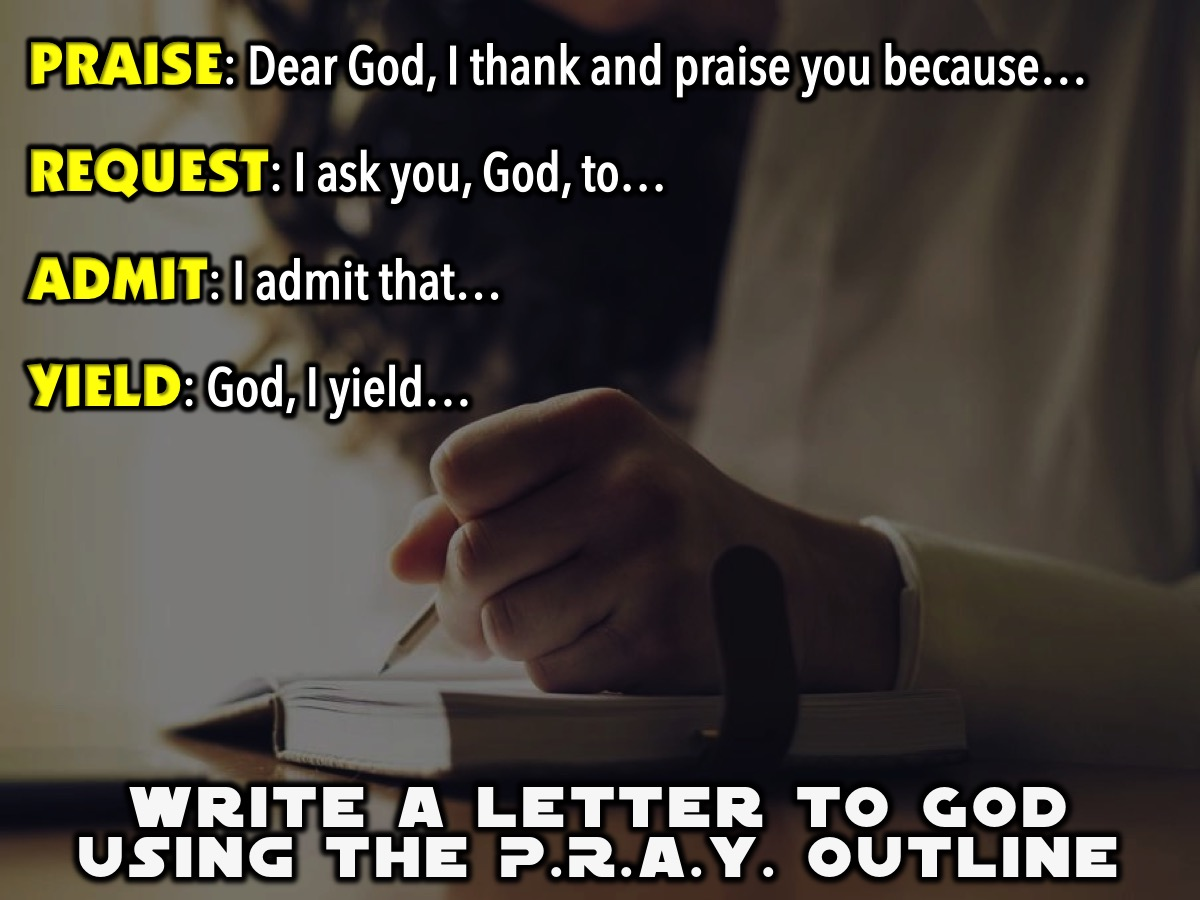 PRAISE: Dear God, I thank and praise you because…
REQUEST: I ask you, God, to…
ADMIT: I admit that…
YIELD: God, I yield…
WRITE A LETTER TO GOD
USING THE P.R.A.Y. OUTLINE